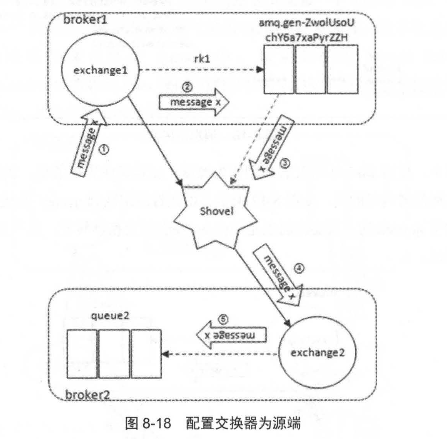 broker1
amq.gen-ZwolUsoU
chY6a7xaPyrZZH
exchange1
rk1
②
message x
message x
①
message x
③
Shovel
message x
④
queue2
⑤
message x
exchange2
broker2
图 8-18 配置交换器为源端